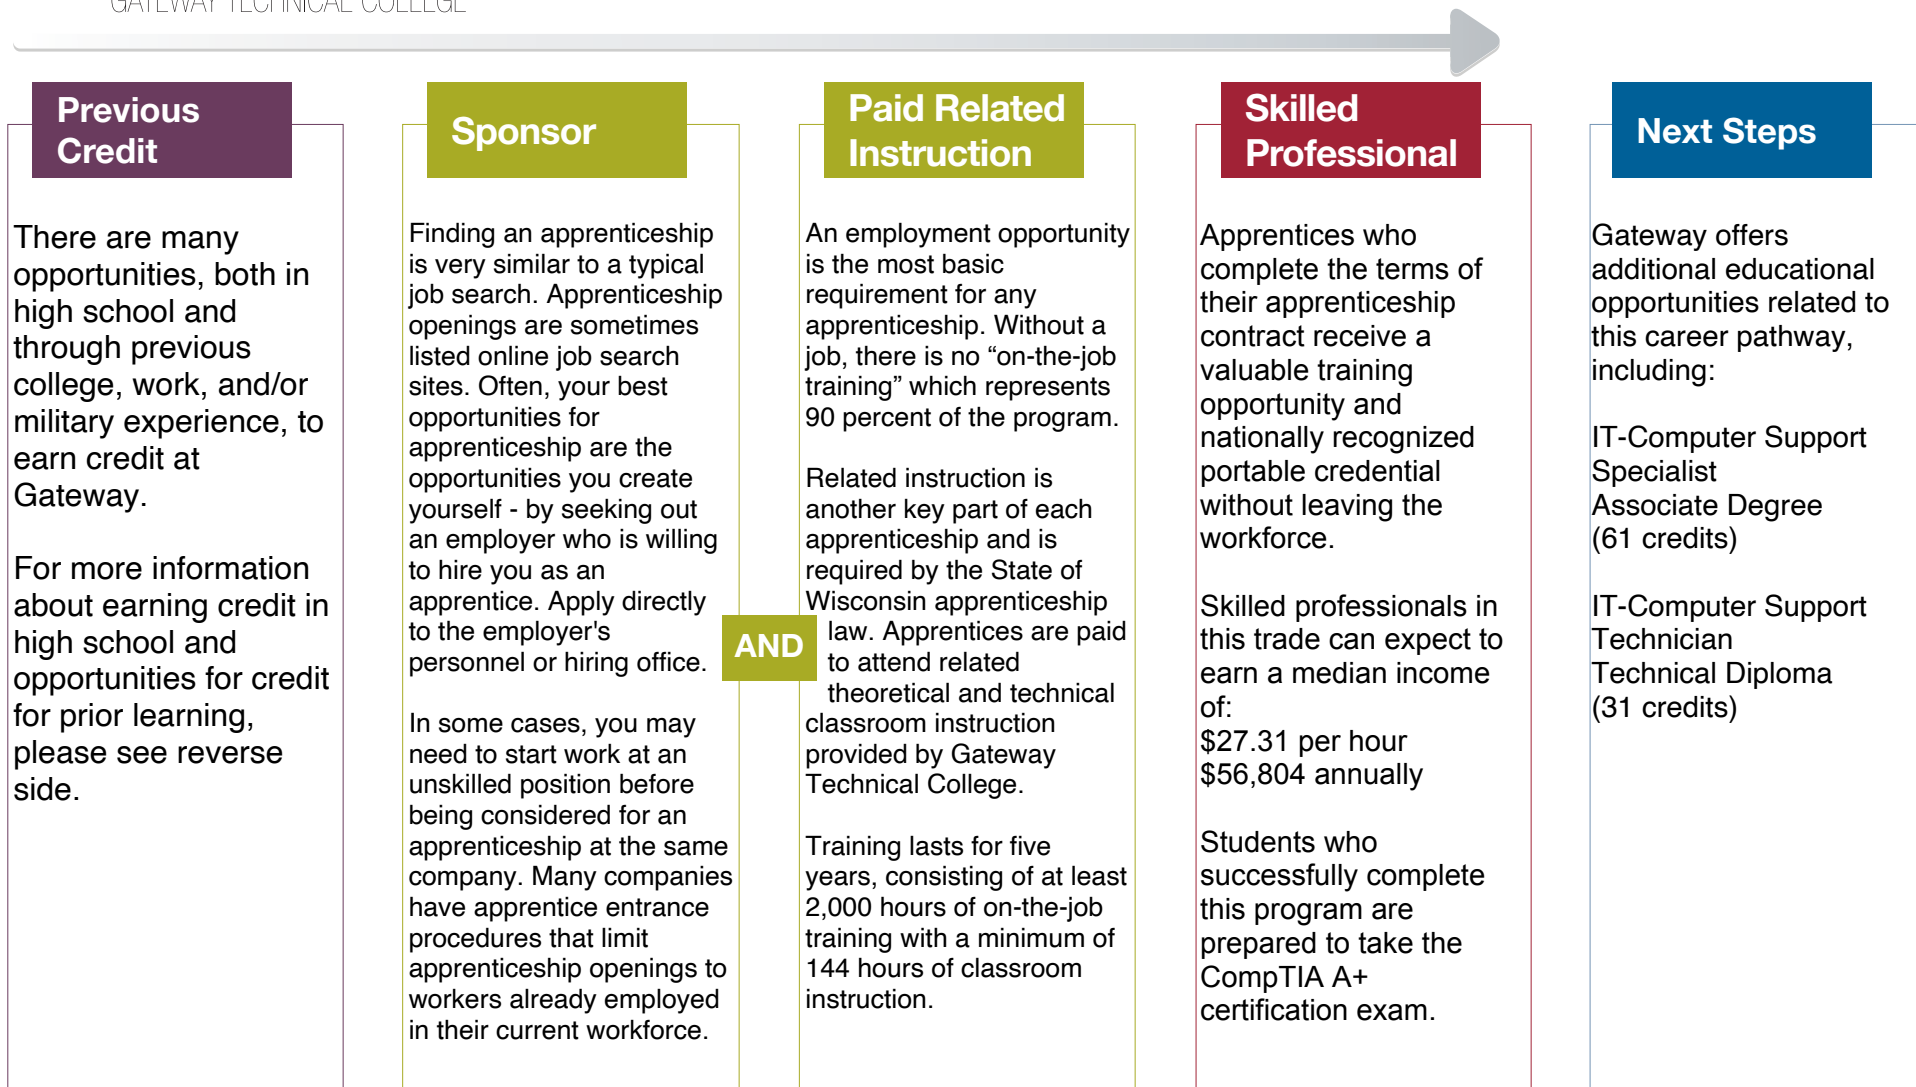 GATEWAY TECHNICAL COLLEGE
Previous
Credit
There are many
opportunities, both in
high school and
through previous
college, work, and/or
military experience, to
earn credit at
Gateway.
For more information
about earning credit in
high school and
opportunities for credit
for prior learning,
please see reverse
side.
Sponsor
Finding an apprenticeship
is very similar to a typical
job search. Apprenticeship
openings are sometimes
listed online job search
sites. Often, your best
opportunities for
apprenticeship are the
opportunities you create
yourself - by seeking out
an employer who is willing
to hire you as an
apprentice. Apply directly
to the employer's
personnel or hiring office.
In some cases, you may
need to start work at an
unskilled position before
being considered for an
apprenticeship at the same
company. Many companies
have apprentice entrance
procedures that limit
apprenticeship openings to
workers already employed
in their current workforce.
AND
Paid Related
Instruction
An employment opportunity
is the most basic
requirement for any
apprenticeship. Without a
job, there is no “on-the-job
training” which represents
90 percent of the program.
Related instruction is
another key part of each
apprenticeship and is
required by the State of
Wisconsin apprenticeship
law. Apprentices are paid
to attend related
theoretical and technical
classroom instruction
provided by Gateway
Technical College.
Training lasts for five
years, consisting of at least
2,000 hours of on-the-job
training with a minimum of
144 hours of classroom
instruction.
Skilled
Professional
Apprentices who
complete the terms of
their apprenticeship
contract receive a
valuable training
opportunity and
nationally recognized
portable credential
without leaving the
workforce.
Skilled professionals in
this trade can expect to
earn a median income
of:
$27.31 per hour
$56,804 annually
Students who
successfully complete
this program are
prepared to take the
CompTIA A+
certification exam.
Next Steps
Gateway offers
additional educational
opportunities related to
this career pathway,
including:
IT-Computer Support
Specialist
Associate Degree
(61 credits)
IT-Computer Support
Technician
Technical Diploma
(31 credits)